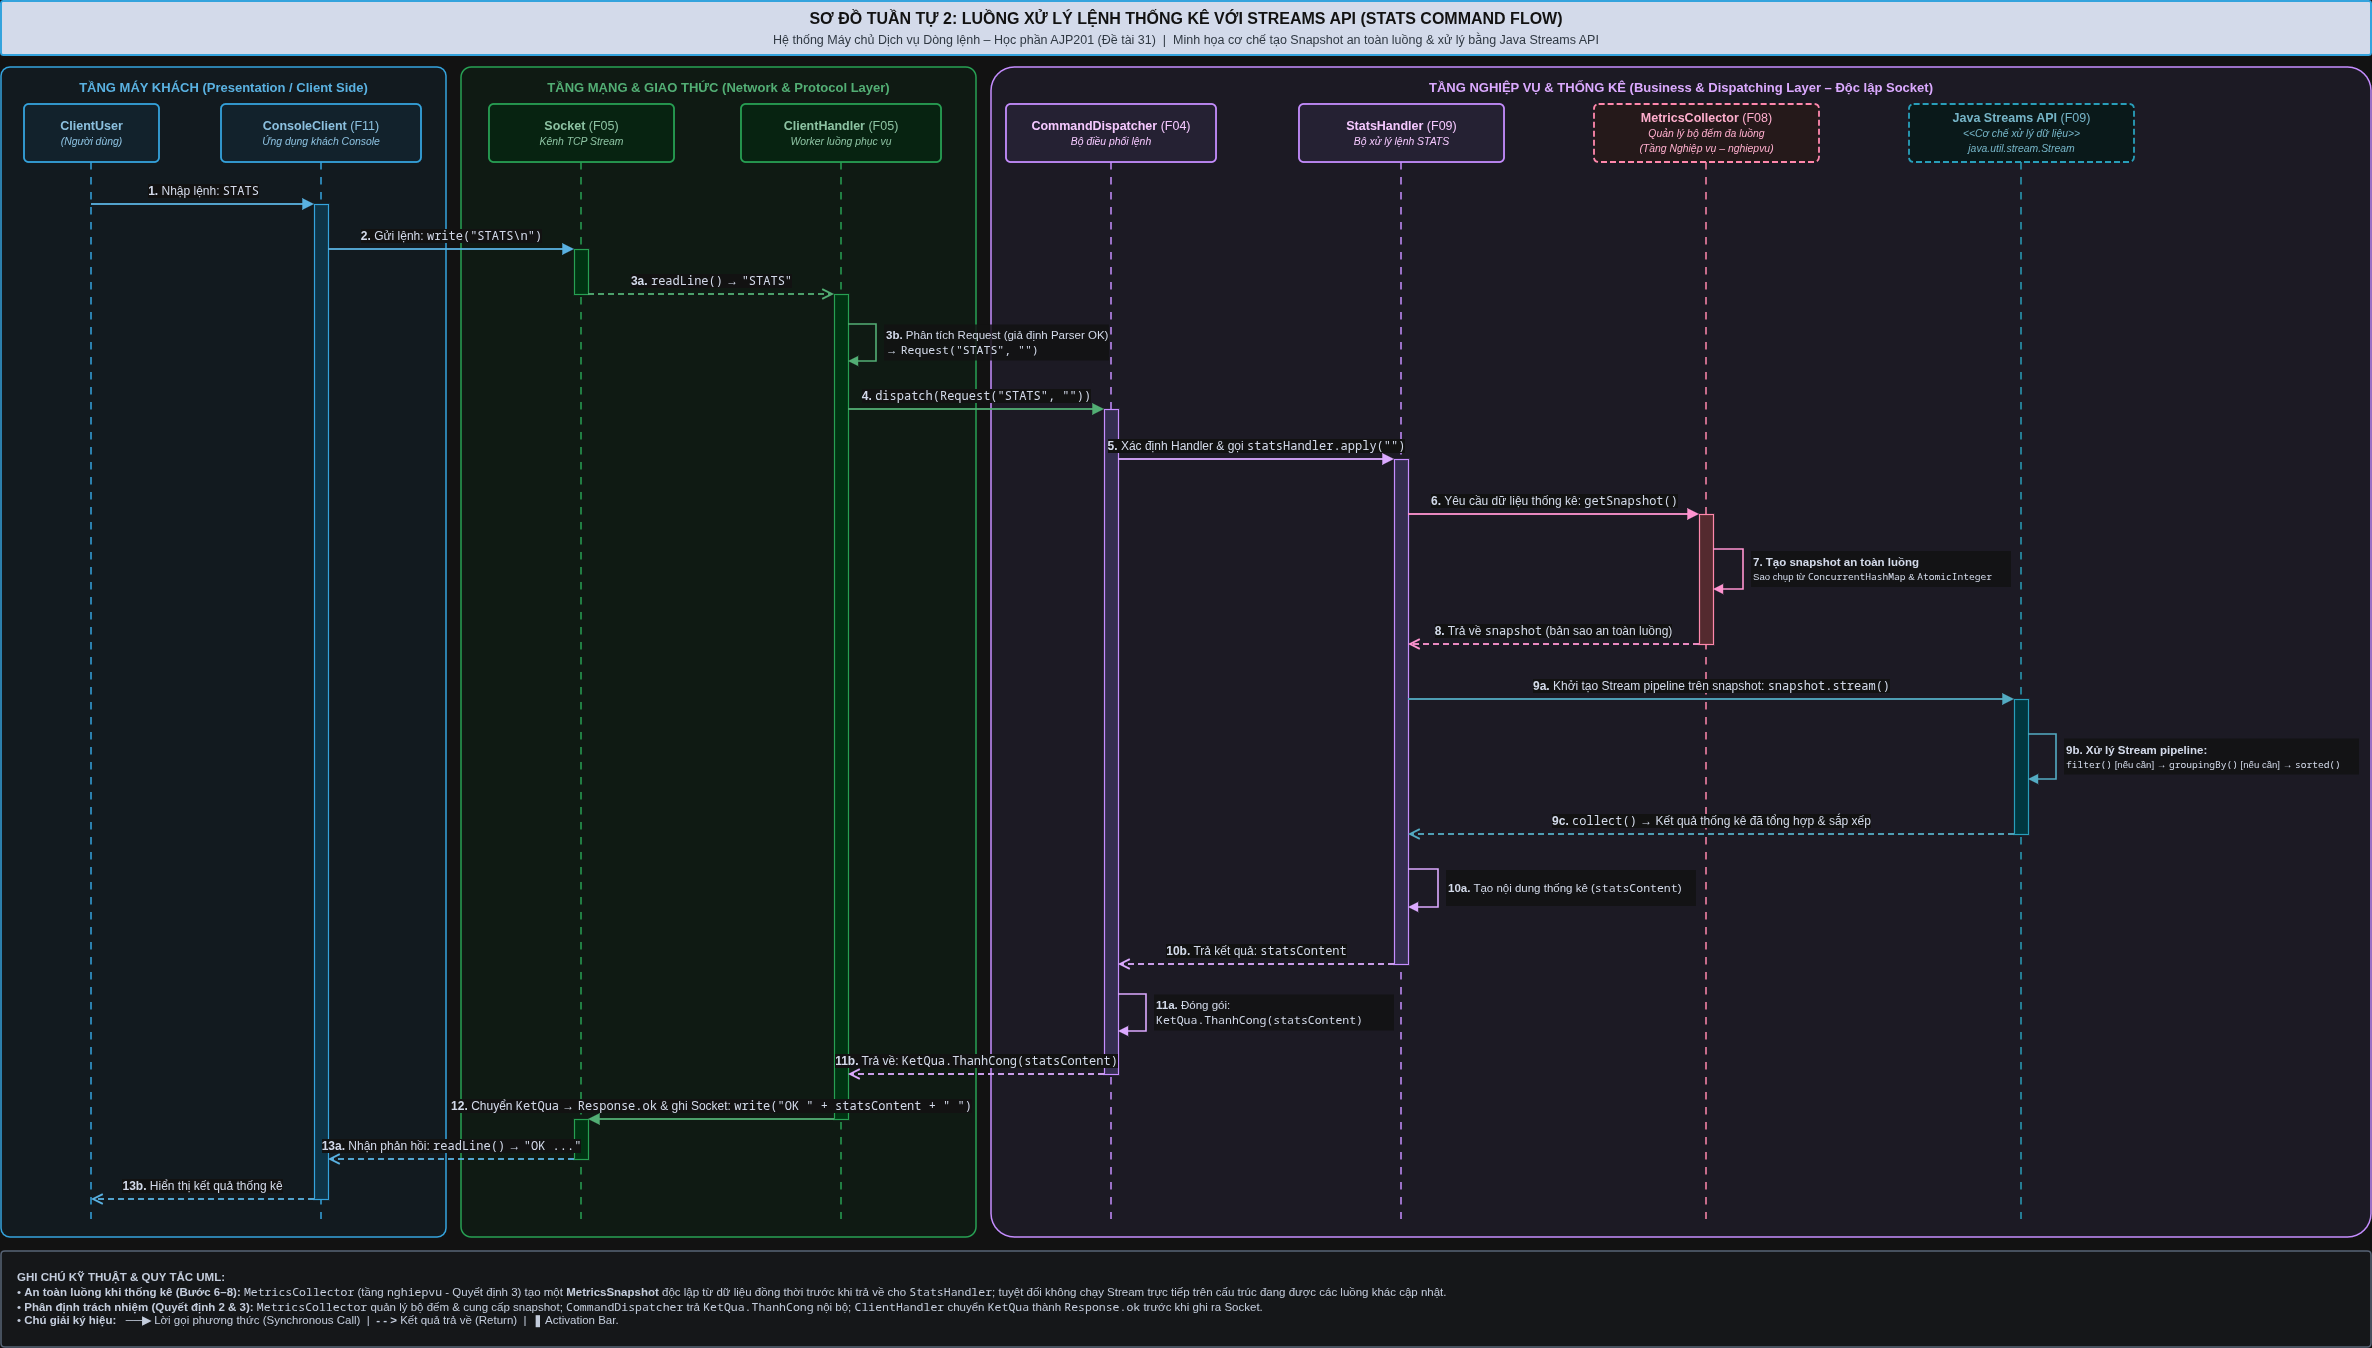 SƠ ĐỒ TUẦN TỰ 2: LUỒNG XỬ LÝ LỆNH THỐNG KÊ VỚI STREAMS API (STATS COMMAND FLOW)
Hệ thống Máy chủ Dịch vụ Dòng lệnh – Học phần AJP201 (Đề tài 31) | Minh họa cơ chế tạo Snapshot an toàn luồng & xử lý bằng Java Streams API
TẦNG MÁY KHÁCH (Presentation / Client Side)
TẦNG MẠNG & GIAO THỨC (Network & Protocol Layer)
TẦNG NGHIỆP VỤ & THỐNG KÊ (Business & Dispatching Layer – Độc lập Socket)
ClientUser
(Người dùng)
ConsoleClient (F11)
Ứng dụng khách Console
Socket (F05)
Kênh TCP Stream
ClientHandler (F05)
Worker luồng phục vụ
CommandDispatcher (F04)
Bộ điều phối lệnh
StatsHandler (F09)
Bộ xử lý lệnh STATS
MetricsCollector (F08)
Quản lý bộ đếm đa luồng
(Tầng Nghiệp vụ – nghiepvu)
Java Streams API (F09)
<<Cơ chế xử lý dữ liệu>>
java.util.stream.Stream
1. Nhập lệnh: STATS
2. Gửi lệnh: write("STATS\n")
3a. readLine() → "STATS"
3b. Phân tích Request (giả định Parser OK)
→ Request("STATS", "")
4. dispatch(Request("STATS", ""))
5. Xác định Handler & gọi statsHandler.apply("")
6. Yêu cầu dữ liệu thống kê: getSnapshot()
7. Tạo snapshot an toàn luồng
Sao chụp từ ConcurrentHashMap & AtomicInteger
8. Trả về snapshot (bản sao an toàn luồng)
9a. Khởi tạo Stream pipeline trên snapshot: snapshot.stream()
9b. Xử lý Stream pipeline:
filter() [nếu cần] → groupingBy() [nếu cần] → sorted()
9c. collect() → Kết quả thống kê đã tổng hợp & sắp xếp
10a. Tạo nội dung thống kê (statsContent)
10b. Trả kết quả: statsContent
11a. Đóng gói:
KetQua.ThanhCong(statsContent)
11b. Trả về: KetQua.ThanhCong(statsContent)
12. Chuyển KetQua → Response.ok & ghi Socket: write("OK " + statsContent + " ")
13a. Nhận phản hồi: readLine() → "OK ..."
13b. Hiển thị kết quả thống kê
GHI CHÚ KỸ THUẬT & QUY TẮC UML:
• An toàn luồng khi thống kê (Bước 6–8): MetricsCollector (tầng nghiepvu - Quyết định 3) tạo một MetricsSnapshot độc lập từ dữ liệu đồng thời trước khi trả về cho StatsHandler; tuyệt đối không chạy Stream trực tiếp trên cấu trúc đang được các luồng khác cập nhật.
• Phân định trách nhiệm (Quyết định 2 & 3): MetricsCollector quản lý bộ đếm & cung cấp snapshot; CommandDispatcher trả KetQua.ThanhCong nội bộ; ClientHandler chuyển KetQua thành Response.ok trước khi ghi ra Socket.
• Chú giải ký hiệu: ──▶ Lời gọi phương thức (Synchronous Call) | - - > Kết quả trả về (Return) | ▌ Activation Bar.